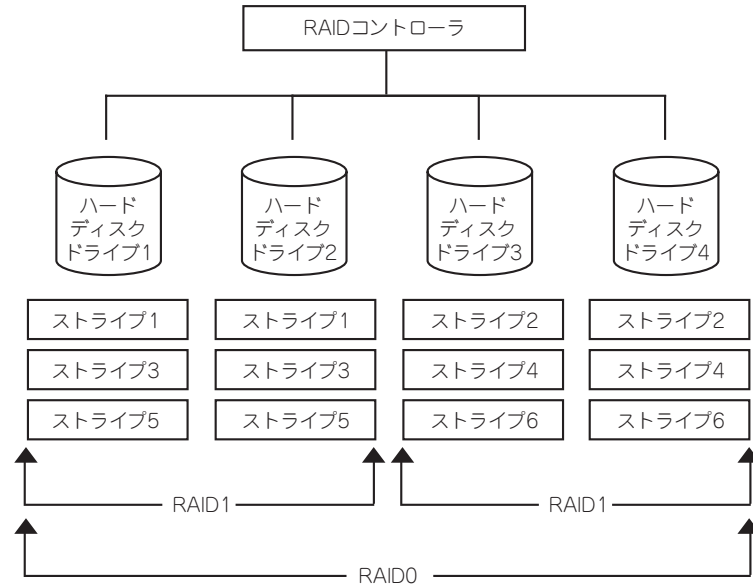 RAIDコントローラ
ハード
ディスク
ドライブ1
ハード
ディスク
ドライブ2
ハード
ディスク
ドライブ3
ハード
ディスク
ドライブ4
ストライプ1
ストライプ1
ストライプ2
ストライプ2
ストライプ3
ストライプ3
ストライプ4
ストライプ4
ストライプ5
ストライプ5
ストライプ6
ストライプ6
RAID1
RAID1
RAID0